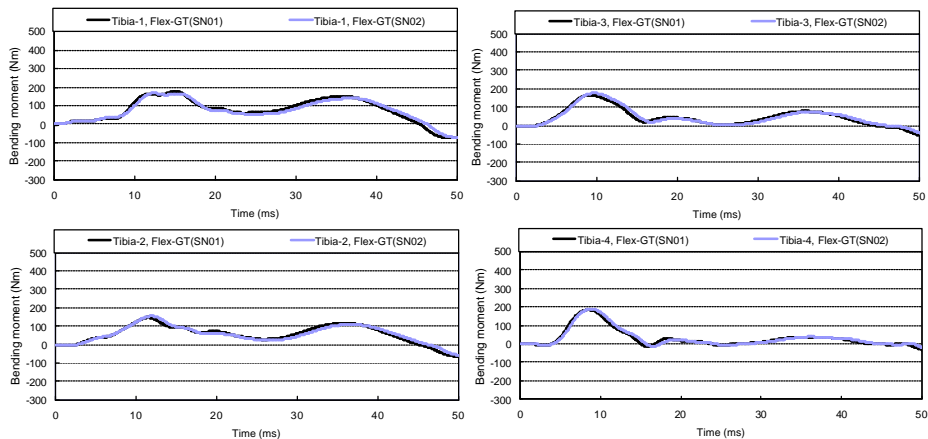 Tibia-1, Flex-GT(SN01) Tibia-1, Flex-GT(SN02)
Bending moment (Nm)
500
400
300
200
100
0
-100
-200
-300
0 10 20 30 40 50
Time (ms)
Tibia-3, Flex-GT(SN01) Tibia-3, Flex-GT(SN02)
Bending moment (Nm)
500
400
300
200
100
0
-100
-200
-300
0 10 20 30 40 50
Time (ms)
Tibia-2, Flex-GT(SN01) Tibia-2, Flex-GT(SN02)
Bending moment (Nm)
500
400
300
200
100
0
-100
-200
-300
0 10 20 30 40 50
Time (ms)
Tibia-4, Flex-GT(SN01) Tibia-4, Flex-GT(SN02)
Bending moment (Nm)
500
400
300
200
100
0
-100
-200
-300
0 10 20 30 40 50
Time (ms)